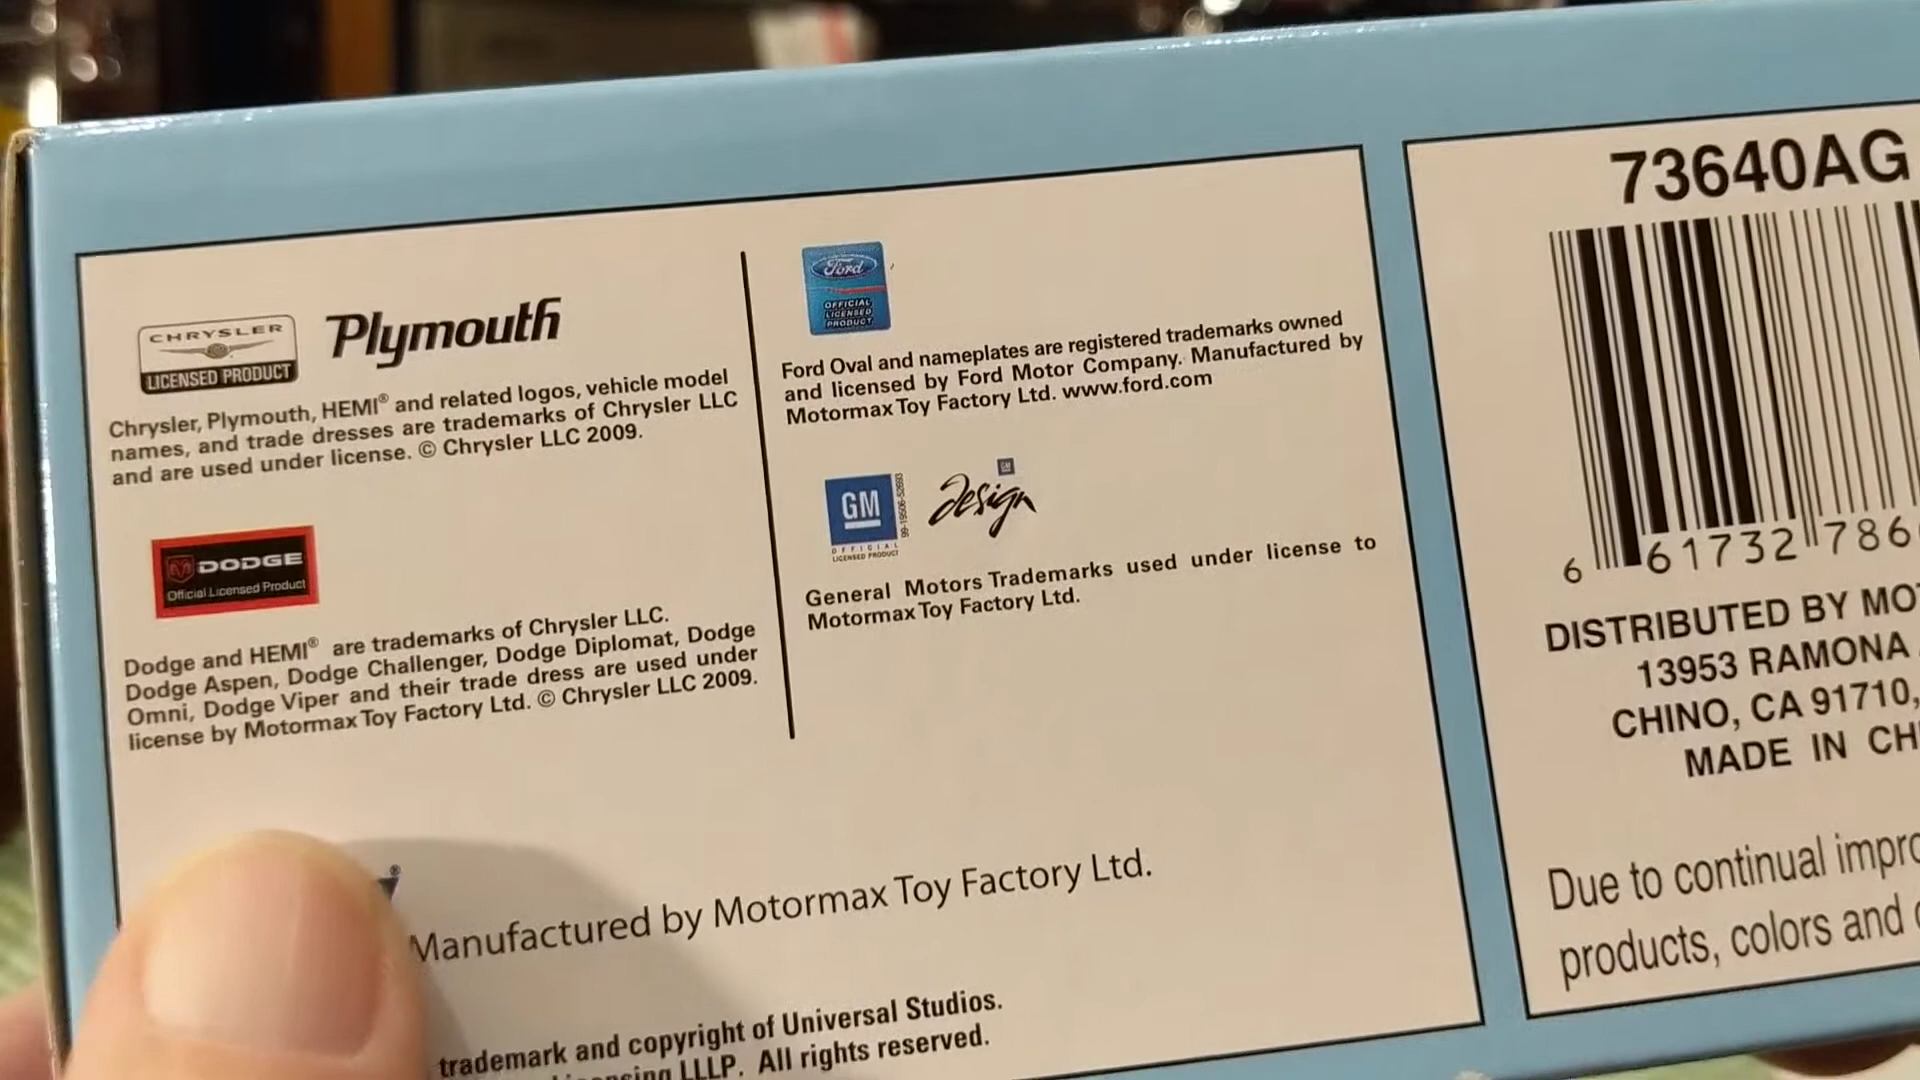 CHRYSLER
LICENSED PRODUCT
Plymouth
Chrysler, Plymouth, HEMI® and related logos, vehicle model
names, and trade dresses are trademarks of Chrysler LLC
and are used under license. © Chrysler LLC 2009.
DODGE
Official Licensed Product
Dodge and HEMI® are trademarks of Chrysler LLC.
Dodge Aspen, Dodge Challenger, Dodge Diplomat, Dodge
Omni, Dodge Viper and their trade dress are used under
license by Motormax Toy Factory Ltd. © Chrysler LLC 2009.
Ford
OFFICIAL
LICENSED
PRODUCT
Ford Oval and nameplates are registered trademarks owned
and licensed by Ford Motor Company. Manufactured by
Motormax Toy Factory Ltd. www.ford.com
GM
OFFICIAL
LICENSED PRODUCT
GM
design
General Motors Trademarks used under license to
Motormax Toy Factory Ltd.
®
Manufactured by Motormax Toy Factory Ltd.
trademark and copyright of Universal Studios.
LLLP. All rights reserved.
73640AG
6 61732 786
DISTRIBUTED BY MO
13953 RAMONA
CHINO, CA 91710,
MADE IN CH
Due to continual impro
products, colors and